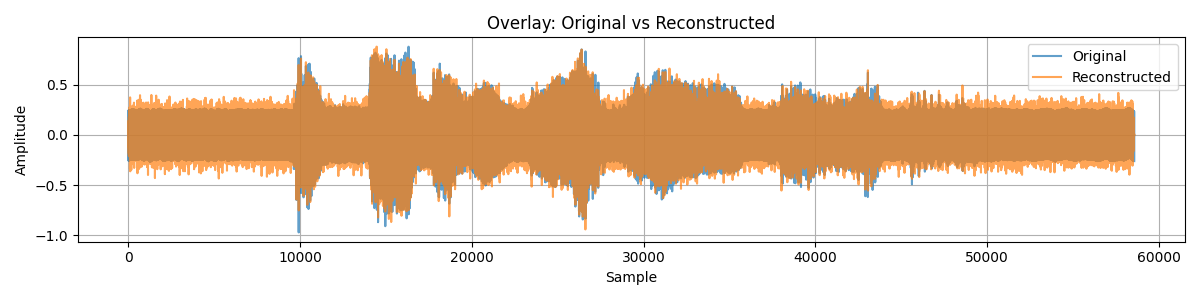 Overlay: Original vs Reconstructed
Original
Reconstructed
Amplitude
0.5
0.0
−0.5
−1.0
0 10000 20000 30000 40000 50000 60000
Sample